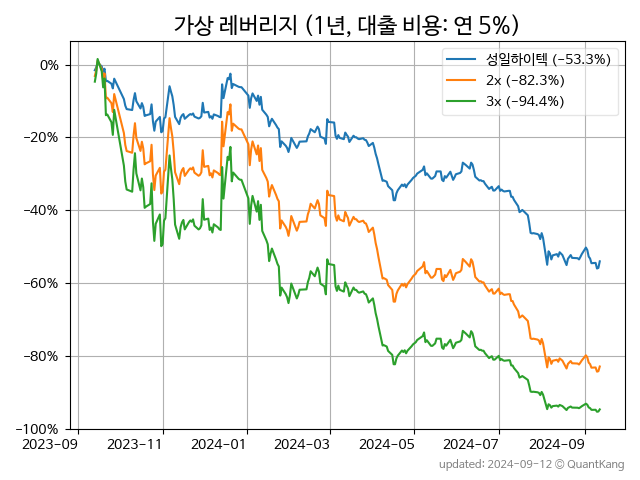 가상 레버리지 (1년, 대출 비용: 연 5%)
성일하이텍 (−53.3%)
2x (−82.3%)
3x (−94.4%)
0%
−20%
−40%
−60%
−80%
−100%
2023-09 2023-11 2024-01 2024-03 2024-05 2024-07 2024-09
updated: 2024-09-12 © QuantKang